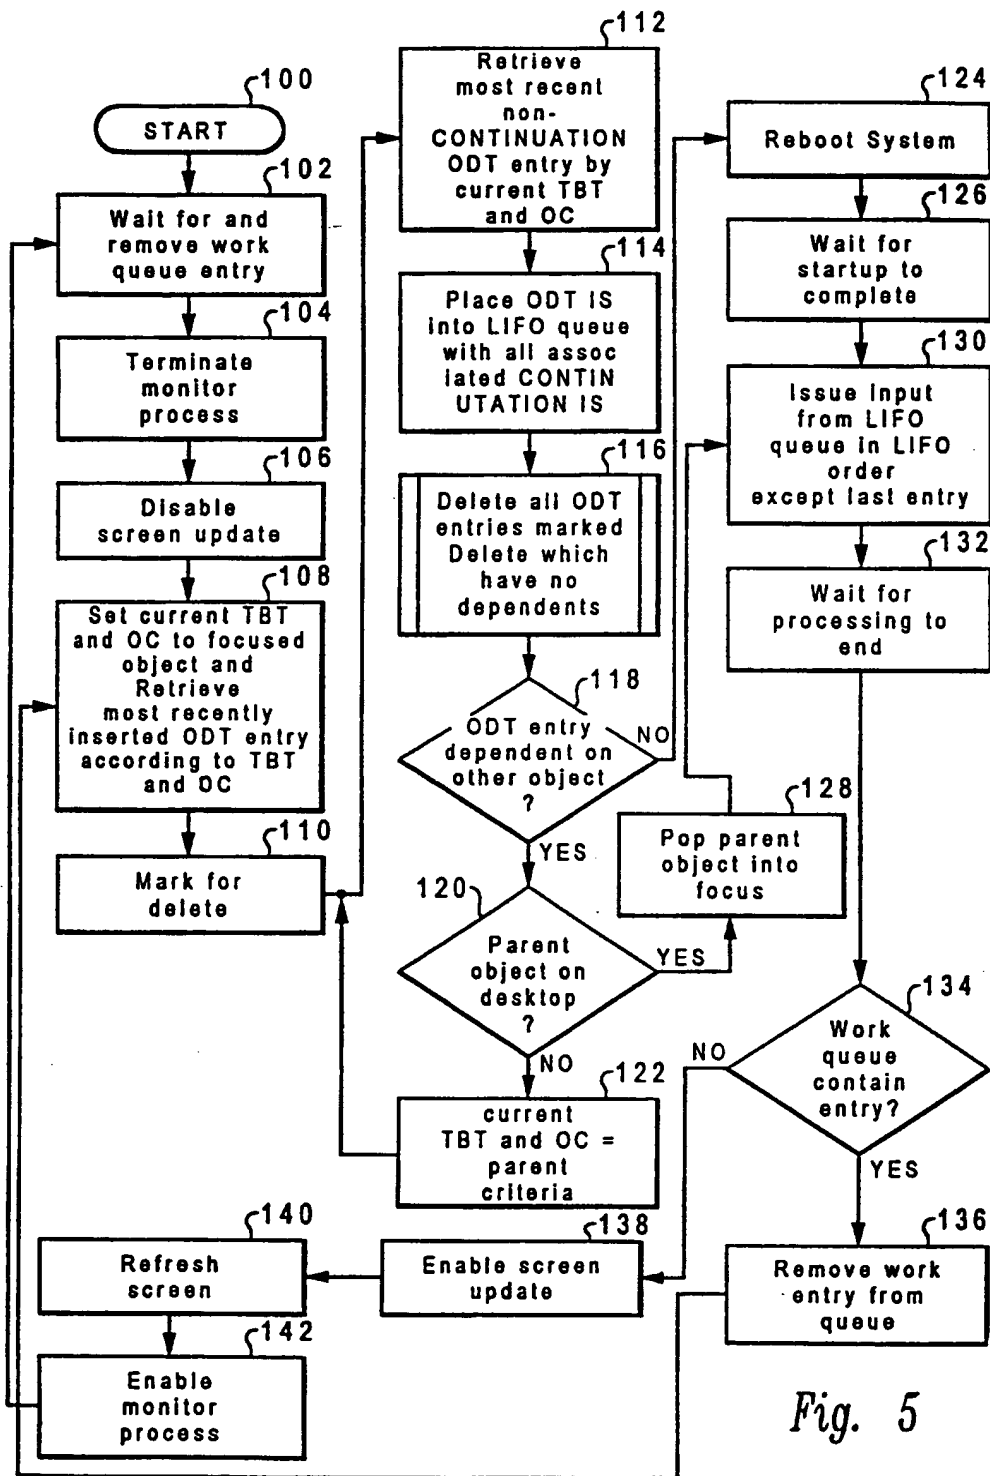 100
START
102
Wait for and
remove work
queue entry
104
Terminate
monitor
process
106
Disable
screen update
108
Set current TBT
and OC to focused
object and
Retrieve
most recently
inserted ODT entry
according to TBT
and OC
110
Mark for
delete
112
Retrieve
most recent
non-
CONTINUATION
ODT entry by
current TBT
and OC
114
Place ODT IS
into LIFO queue
with all assoc
iated CONTIN
UTATION IS
116
Delete all ODT
entries marked
Delete which
have no
dependents
118
ODT entry
dependent on
other object
?
NO
YES
120
Parent
object on
desktop
?
YES
NO
122
current
TBT and OC =
parent
criteria
124
Reboot System
126
Wait for
startup to
complete
128
Pop parent
object into
focus
130
Issue Input
from LIFO
queue in LIFO
order
except last entry
132
Wait for
processing to
end
134
Work
queue
contain
entry?
NO
YES
136
Remove work
entry from
queue
138
Enable screen
update
140
Refresh
screen
142
Enable
monitor
process
Fig. 5